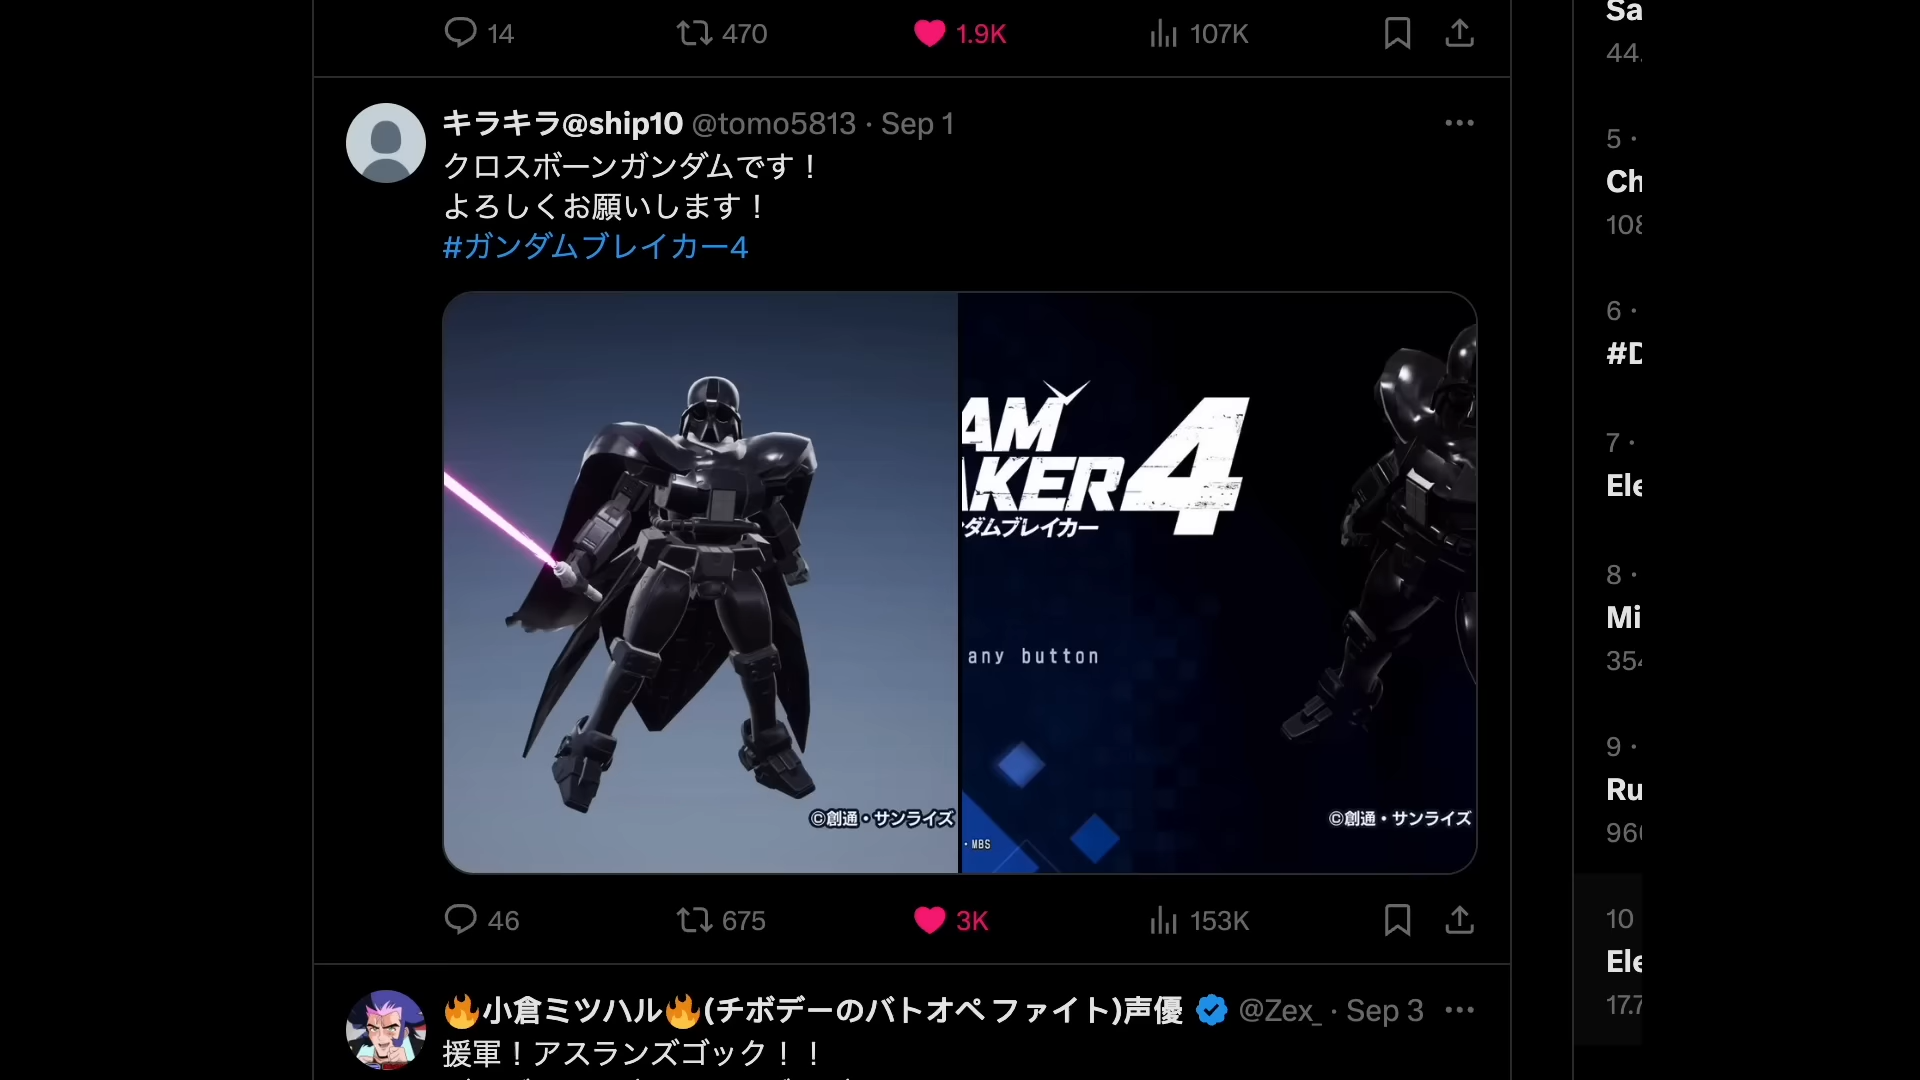 14 470 1.9K 107K
キラキラ@ship10 @tomo5813 · Sep 1
クロスボーンガンダムです！
よろしくお願いします！
#ガンダムブレイカー4
AM
AKER 4
ダムブレイカー
any button
©創通・サンライズ
・MBS
©創通・サンライズ
46 675 3K 153K
🔥小倉ミツハル🔥(チボデーのバトオペ ファイト)声優 @Zex_ · Sep 3
援軍！アスランズゴック！！
Sa
44.
5 ·
Ch
108
6 ·
#D
7 ·
Ele
8 ·
Mi
354
9 ·
Ru
960
10
Ele
17.7